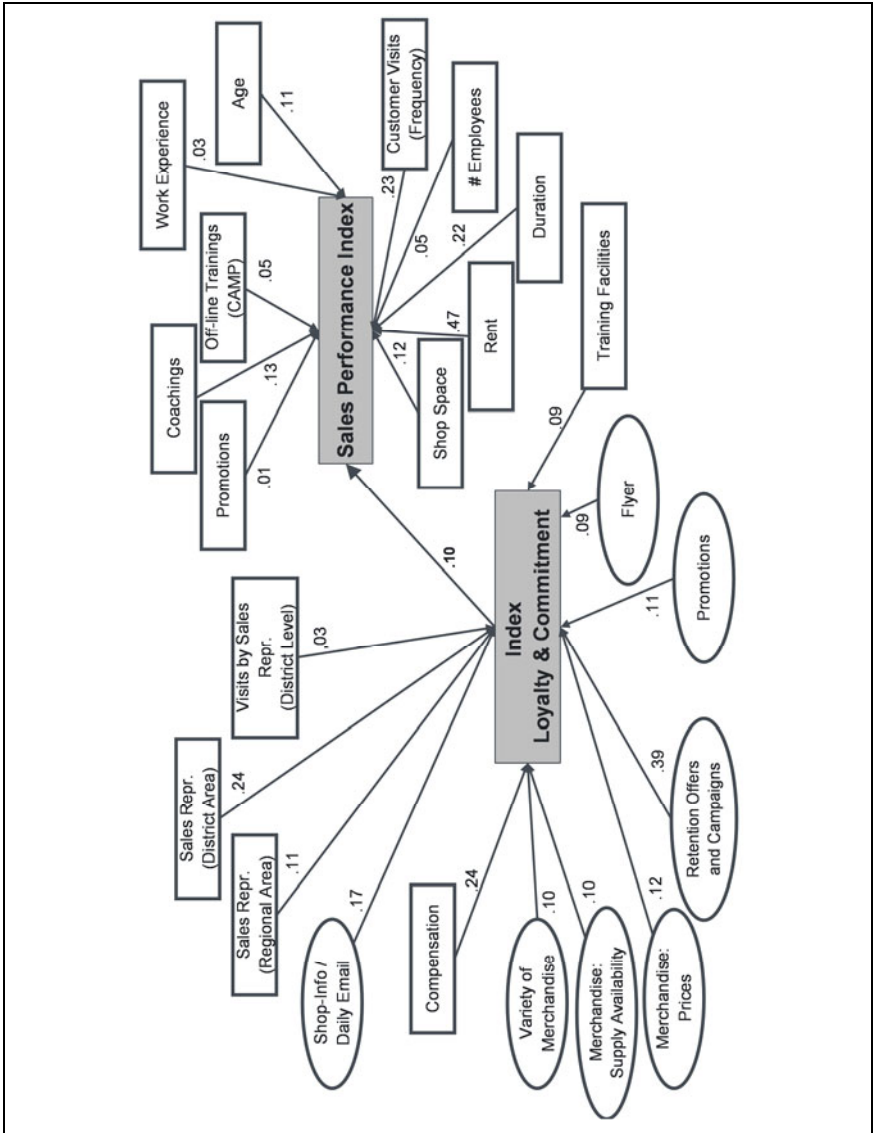 Work Experience
.03
Age
.11
Off-line Trainings
(CAMP)
.05
Coachings
.13
Promotions
.01
Sales Performance Index
Customer Visits
(Frequency)
.23
# Employees
.05
Duration
.22
Rent
.47
Shop Space
.12
.10
Visits by Sales
Repr.
(District Level)
,03
Sales Repr.
(District Area)
.24
Sales Repr.
(Regional Area)
.11
Shop-Info /
Daily Email
.17
Compensation
.24
Variety of
Merchandise
.10
Merchandise:
Supply Availability
.10
Merchandise:
Prices
.12
Retention Offers
and Campaigns
.39
Promotions
.11
Flyer
.09
Training Facilities
.09
Index
Loyalty & Commitment